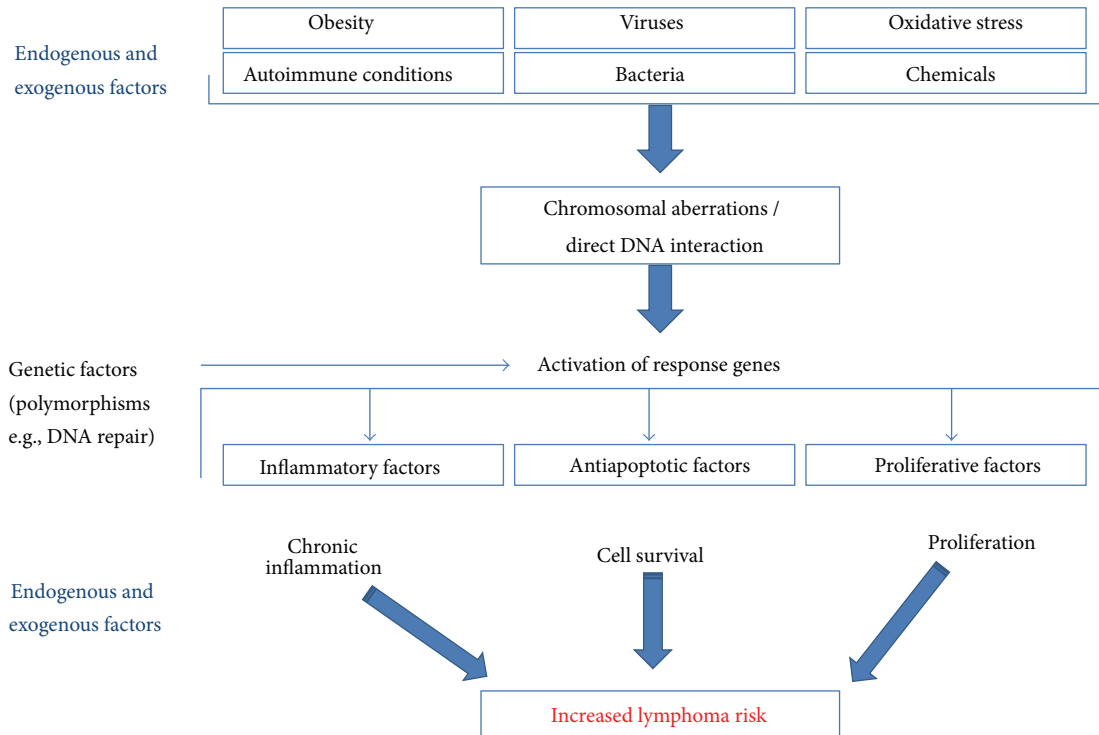 Endogenous and
exogenous factors
Obesity
Viruses
Oxidative stress
Autoimmune conditions
Bacteria
Chemicals
Chromosomal aberrations /
direct DNA interaction
Genetic factors
(polymorphisms
e.g., DNA repair)
Activation of response genes
Inflammatory factors
Antiapoptotic factors
Proliferative factors
Chronic
inflammation
Cell survival
Proliferation
Endogenous and
exogenous factors
Increased lymphoma risk